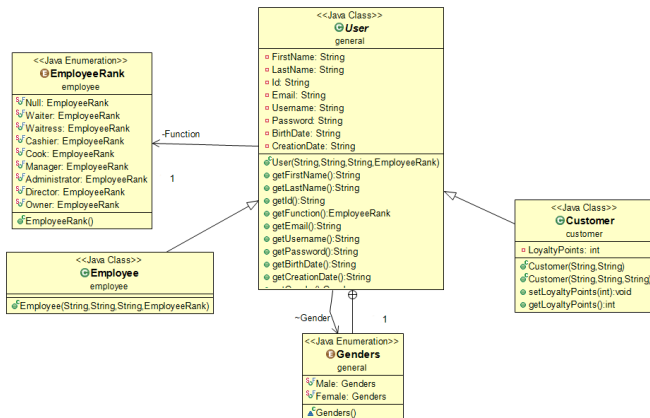 <<Java Class>>
User
general
FirstName: String
LastName: String
Id: String
Email: String
Username: String
Password: String
BirthDate: String
CreationDate: String
User(String,String,String,EmployeeRank)
getFirstName():String
getLastName():String
getId():String
getFunction():EmployeeRank
getEmail():String
getUsername():String
getPassword():String
getBirthDate():String
getCreationDate():String
<<Java Enumeration>>
EmployeeRank
employee
Null: EmployeeRank
Waiter: EmployeeRank
Waitress: EmployeeRank
Cashier: EmployeeRank
Cook: EmployeeRank
Manager: EmployeeRank
Administrator: EmployeeRank
Director: EmployeeRank
Owner: EmployeeRank
EmployeeRank()
-Function
1
<<Java Class>>
Employee
employee
Employee(String,String,String,EmployeeRank)
<<Java Class>>
Customer
customer
LoyaltyPoints: int
Customer(String,String)
Customer(String,String,String)
setLoyaltyPoints(int):void
getLoyaltyPoints():int
~Gender
1
<<Java Enumeration>>
Genders
general
Male: Genders
Female: Genders
Genders()